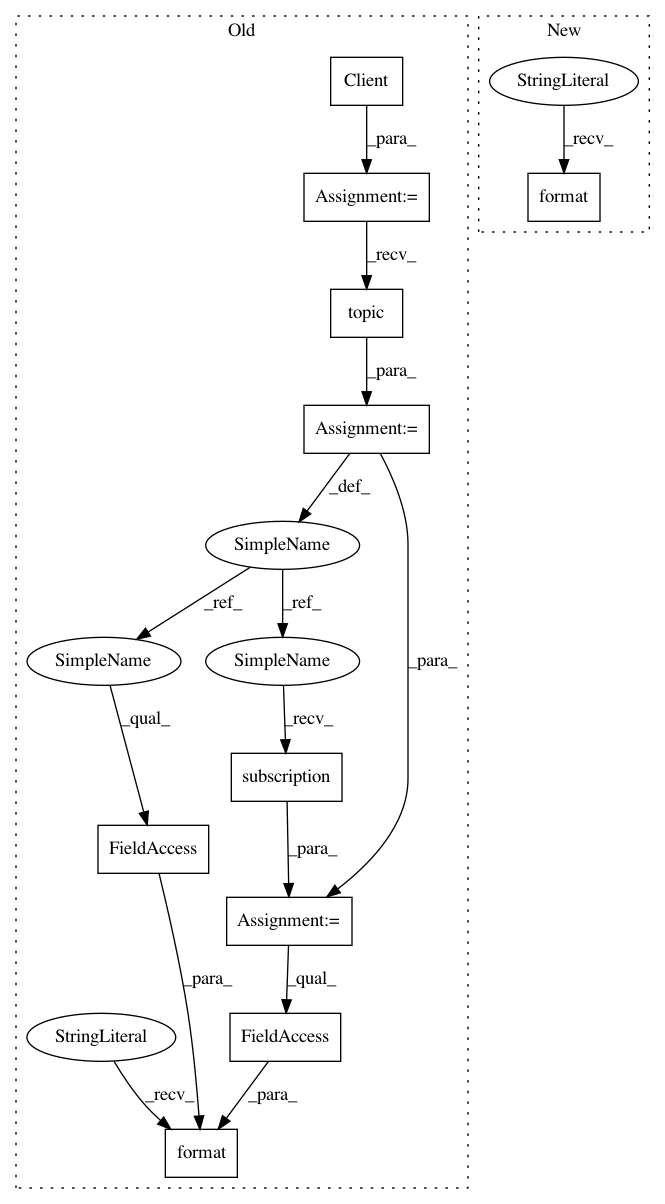 Old
New
Client
StringLiteral
_para_
_recv_
Assignment:=
format
_recv_
topic
_para_
Assignment:=
_def_
SimpleName
_ref_
_ref_
SimpleName
SimpleName
_para_
_qual_
_recv_
subscription
FieldAccess
_para_
Assignment:=
_para_
_qual_
StringLiteral
FieldAccess
_recv_
_para_
format